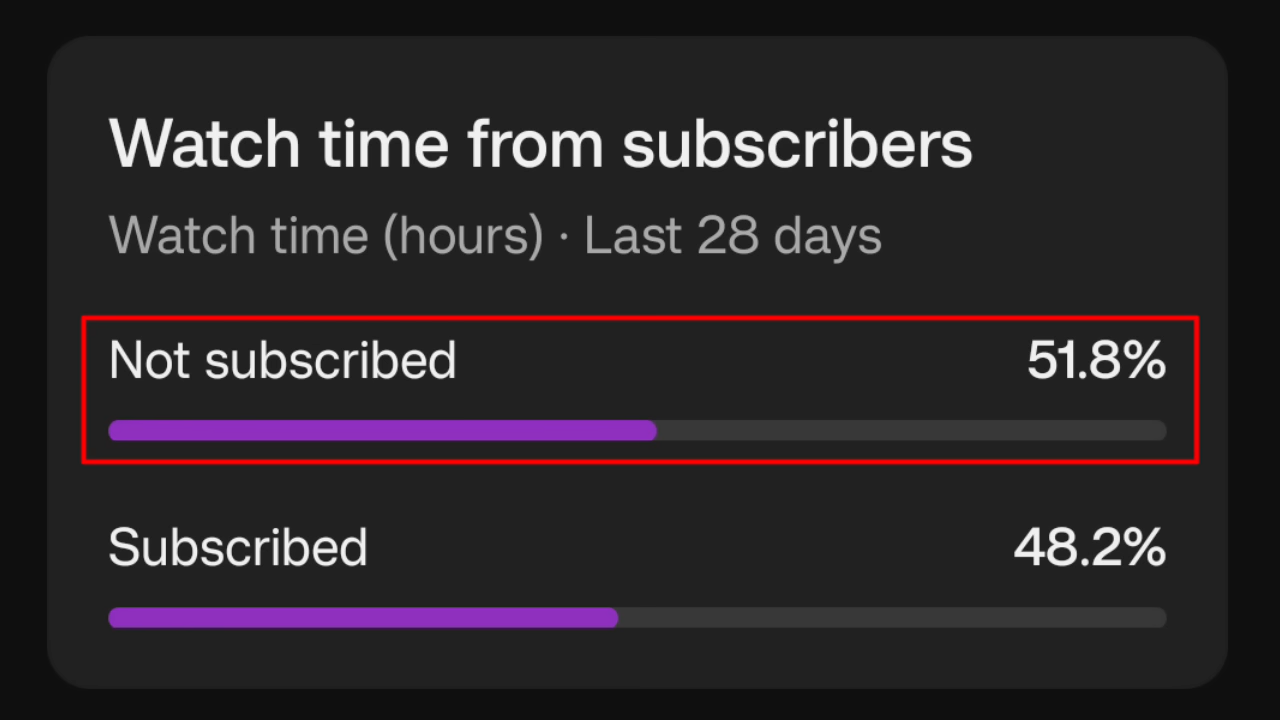 Watch time from subscribers
Watch time (hours) · Last 28 days
Not subscribed 51.8%
Subscribed 48.2%